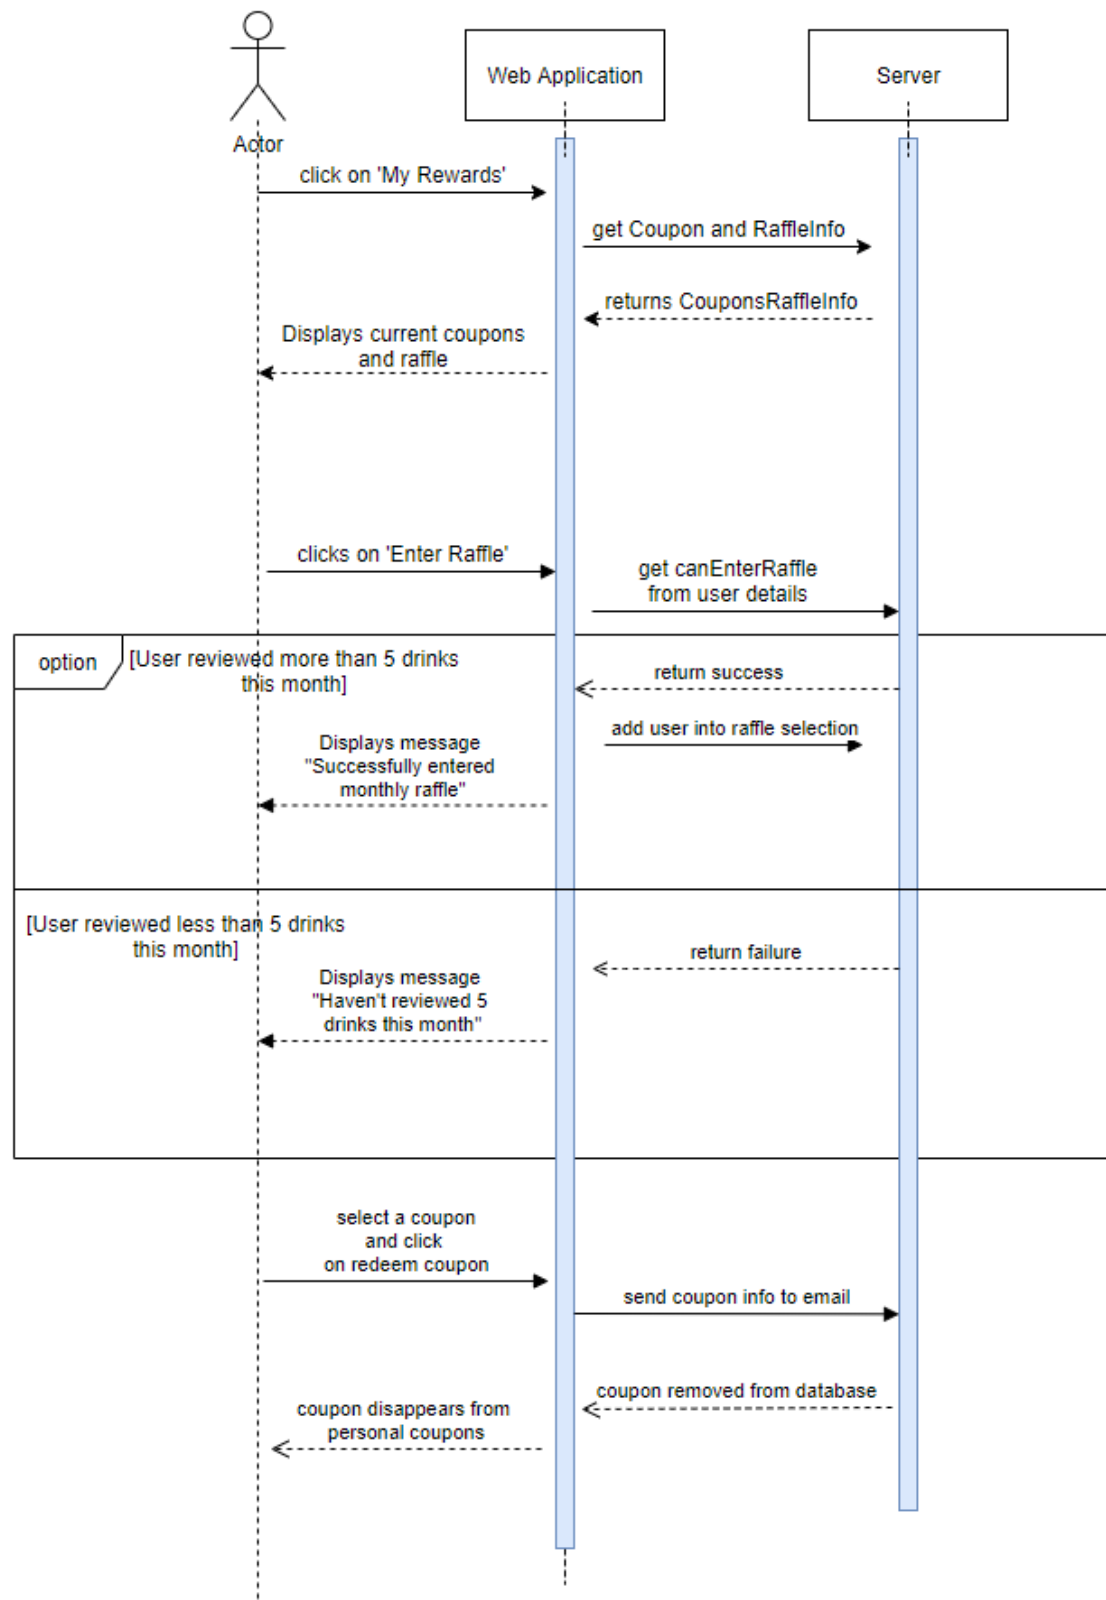 Web Application
Server
Actor
click on 'My Rewards'
get Coupon and RaffleInfo
returns CouponsRaffleInfo
Displays current coupons
and raffle
clicks on 'Enter Raffle'
get canEnterRaffle
from user details
option
[User reviewed more than 5 drinks
this month]
return success
add user into raffle selection
Displays message
"Successfully entered
monthly raffle"
[User reviewed less than 5 drinks
this month]
return failure
Displays message
"Haven't reviewed 5
drinks this month"
select a coupon
and click
on redeem coupon
send coupon info to email
coupon removed from database
coupon disappears from
personal coupons